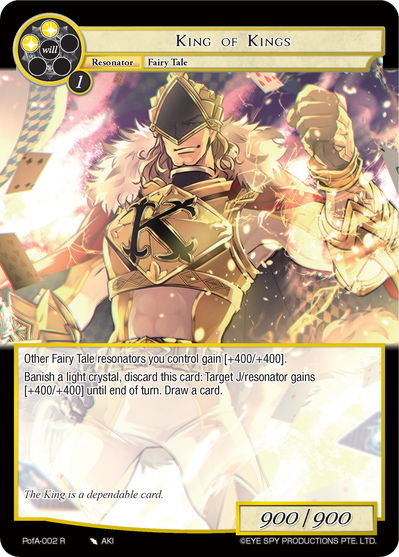 King of Kings
will
Resonator Fairy Tale
1
K
Other Fairy Tale resonators you control gain [+400/+400].
Banish a light crystal, discard this card: Target J/resonator gains
[+400/+400] until end of turn. Draw a card.
The King is a dependable card.
900/900
PofA-002 R AKI ©EYE SPY PRODUCTIONS PTE. LTD.